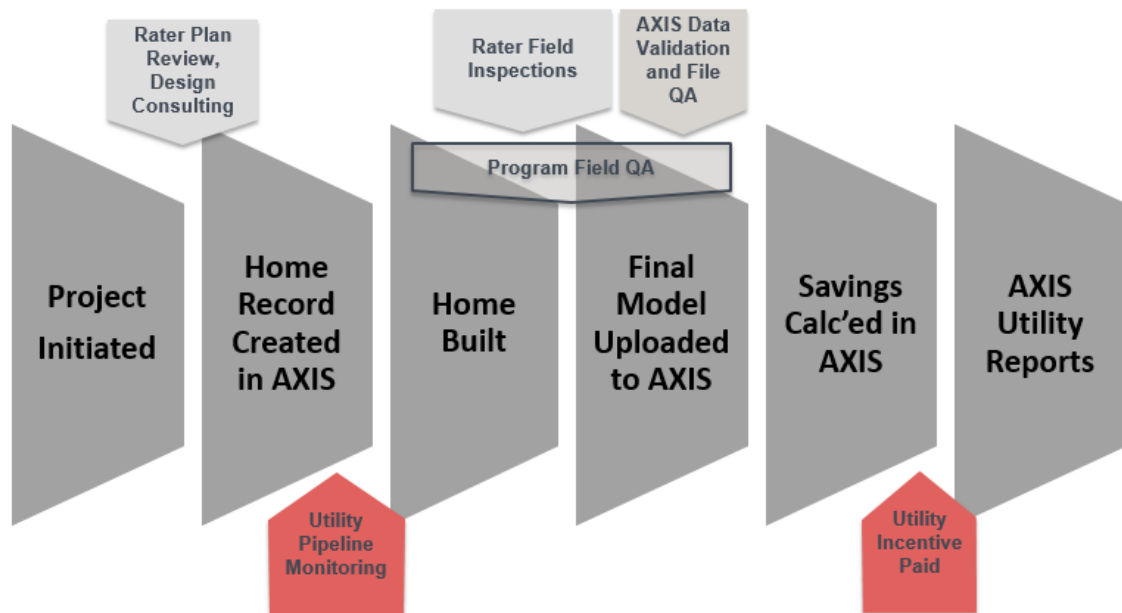 Rater Plan
Review,
Design
Consulting
Rater Field
Inspections
AXIS Data
Validation
and File
QA
Program Field QA
Project
Initiated
Home
Record
Created
in AXIS
Home
Built
Final
Model
Uploaded
to AXIS
Savings
Calc'ed in
AXIS
AXIS
Utility
Reports
Utility
Pipeline
Monitoring
Utility
Incentive
Paid